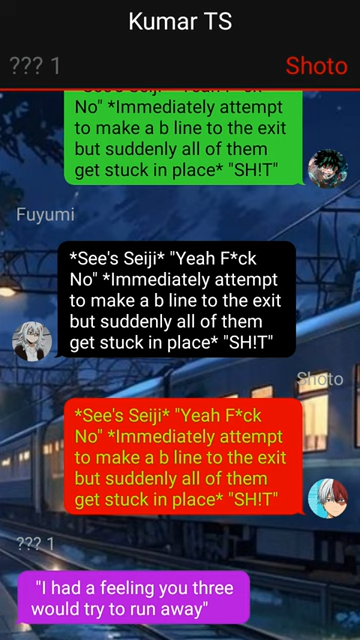 Kumar TS
??? 1
Shoto
*See's Seiji* "Yeah F*ck
No" *Immediately attempt
to make a b line to the exit
but suddenly all of them
get stuck in place* "SH!T"
Fuyumi
*See's Seiji* "Yeah F*ck
No" *Immediately attempt
to make a b line to the exit
but suddenly all of them
get stuck in place* "SH!T"
Shoto
*See's Seiji* "Yeah F*ck
No" *Immediately attempt
to make a b line to the exit
but suddenly all of them
get stuck in place* "SH!T"
??? 1
"I had a feeling you three
would try to run away"